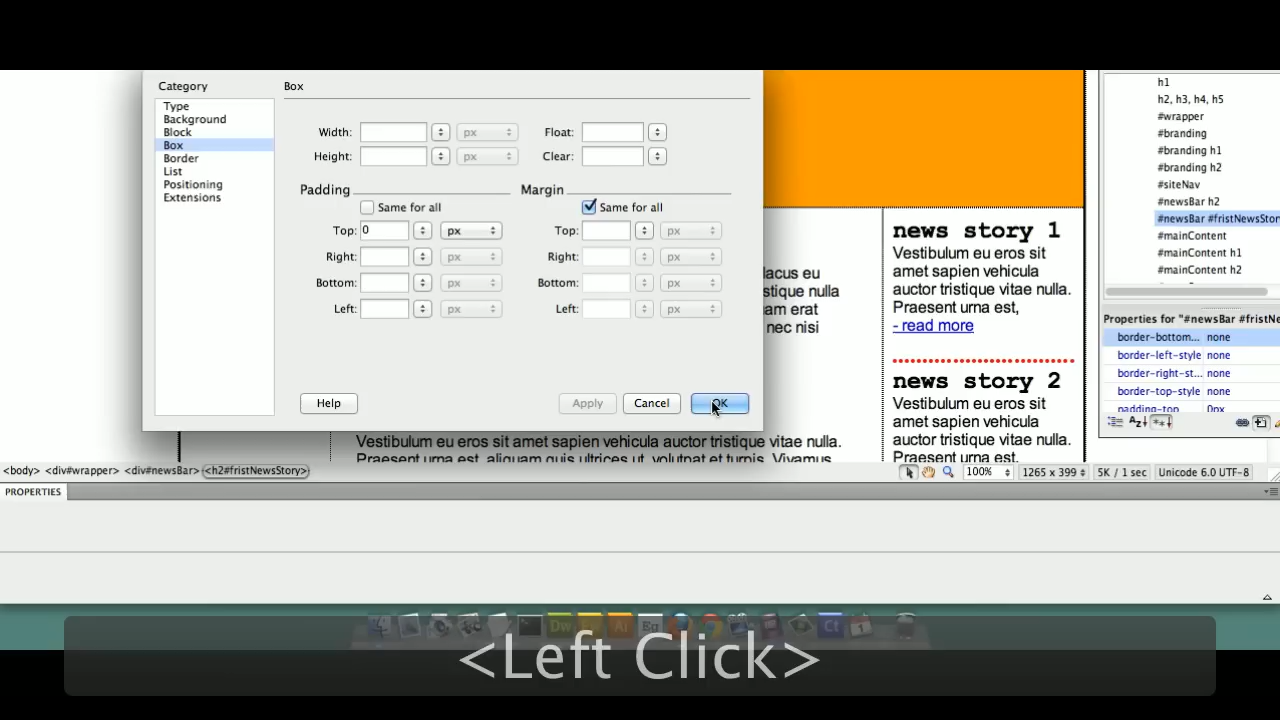 Category
Box
Type
Background
Block
Box
Border
List
Positioning
Extensions
Width: px
Float:
Height: px
Clear:
Padding
Margin
Same for all
Same for all
Top: 0 px
Top: px
Right: px
Right: px
Bottom: px
Bottom: px
Left: px
Left: px
Help
Apply
Cancel
OK
lacus eu
stique nulla
am erat
nec nisi
Vestibulum eu eros sit amet sapien vehicula auctor tristique vitae nulla.
Praesent urna est, aliquam quis ultrices ut, volutpat et turpis. Vivamus
news story 1
Vestibulum eu eros sit
amet sapien vehicula
auctor tristique vitae nulla.
Praesent urna est,
- read more
news story 2
Vestibulum eu eros sit
amet sapien vehicula
auctor tristique vitae nulla.
Praesent urna est,
h1
h2, h3, h4, h5
#wrapper
#branding
#branding h1
#branding h2
#siteNav
#newsBar h2
#newsBar #fristNewsStor
#mainContent
#mainContent h1
#mainContent h2
Properties for "#newsBar #fristNe
border-bottom... none
border-left-style none
border-right-st... none
border-top-style none
padding-top 0px
<body> <div#wrapper> <div#newsBar> <h2#fristNewsStory>
100% 1265 x 399 5K / 1 sec Unicode 6.0 UTF-8
PROPERTIES
Dw Ai Eg Ct 1
<Left Click>